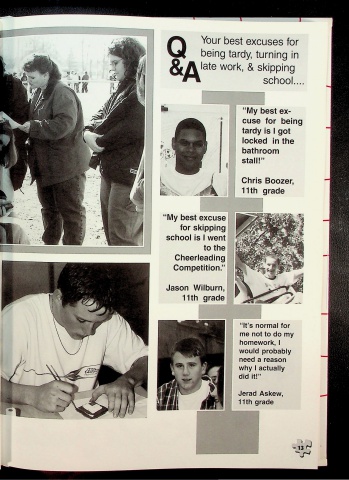 Q
&A
Your best excuses for
being tardy, turning in
late work, & skipping
school....
"My best ex-
cuse for being
tardy is I got
locked in the
bathroom
stall!"
Chris Boozer,
11th grade
"My best excuse
for skipping
school is I went
to the
Cheerleading
Competition."
Jason Wilburn,
11th grade
"It's normal for
me not to do my
homework, I
would probably
need a reason
why I actually
did it!"
Jerad Askew,
11th grade
13